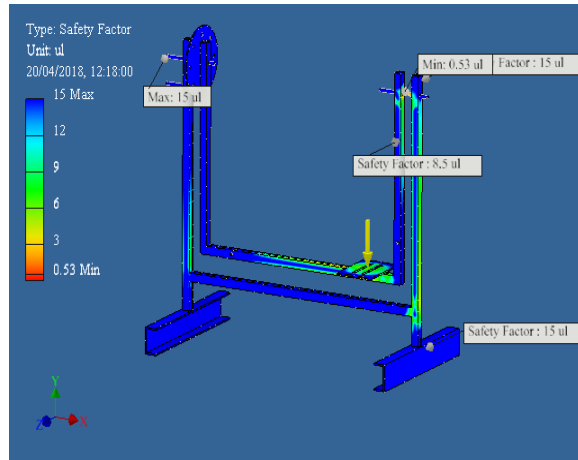 Type: Safety Factor
Unit: ul
20/04/2018, 12:18:00
15 Max
12
9
6
3
0.53 Min
Max: 15 ul
Min: 0.53 ul
Factor : 15 ul
Safety Factor : 8.5 ul
Safety Factor : 15 ul
Y
Z
X